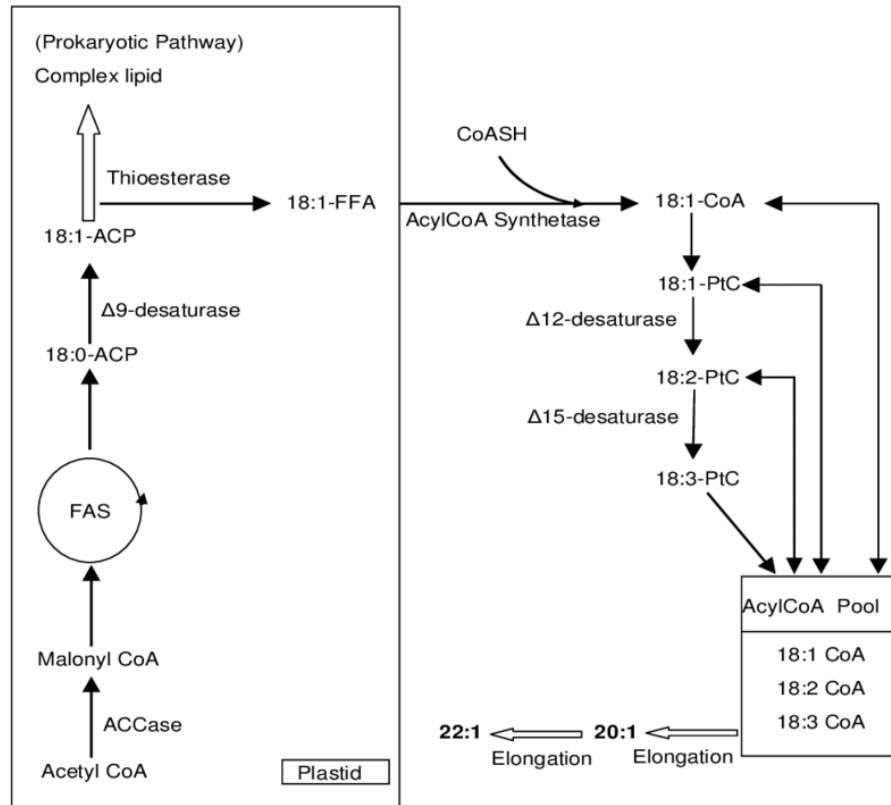 (Prokaryotic Pathway)
Complex lipid
Thioesterase
18:1-FFA
18:1-ACP
Δ9-desaturase
18:0-ACP
FAS
Malonyl CoA
ACCase
Acetyl CoA
Plastid
CoASH
AcylCoA Synthetase
18:1-CoA
18:1-PtC
Δ12-desaturase
18:2-PtC
Δ15-desaturase
18:3-PtC
AcylCoA Pool
18:1 CoA
18:2 CoA
18:3 CoA
22:1
Elongation
20:1
Elongation